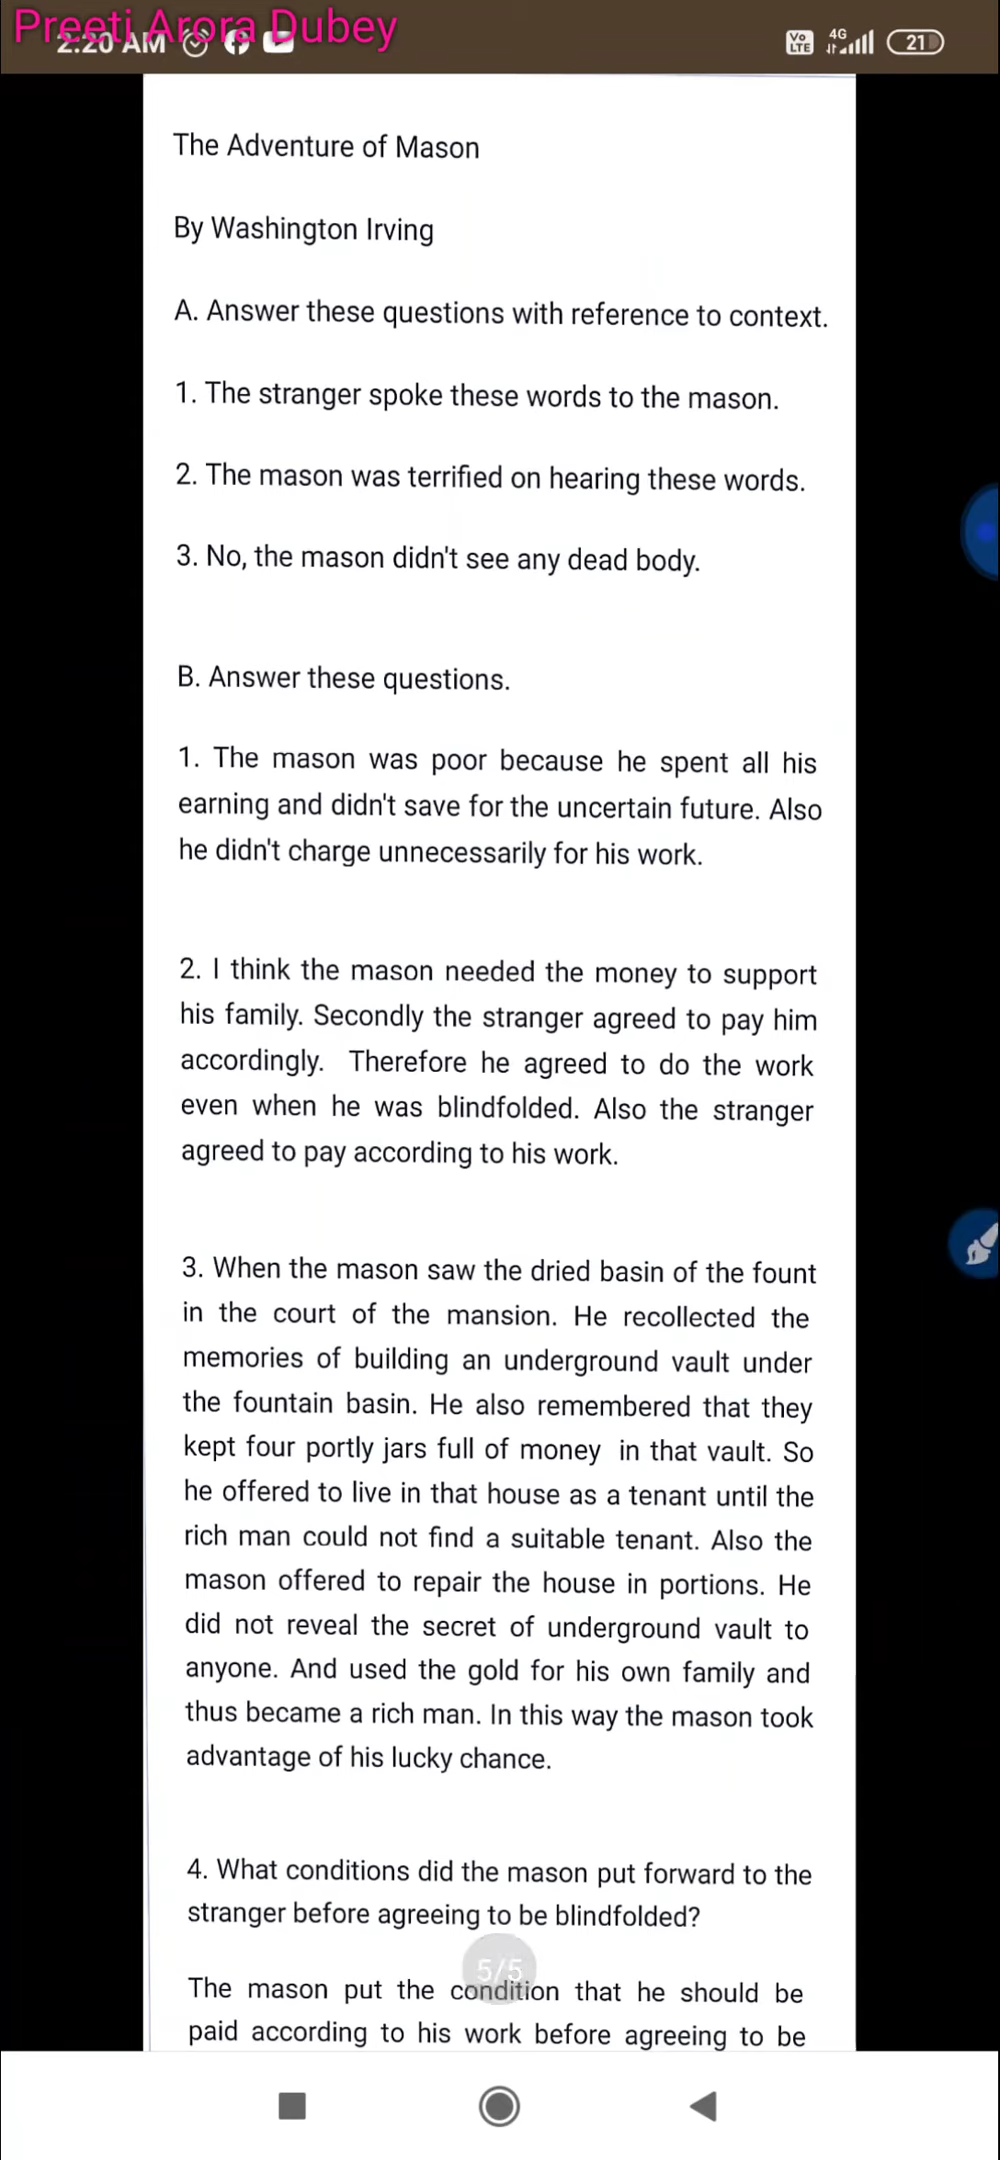 Preeti Arora Dubey
2:20 AM
Vo LTE 4G 21
The Adventure of Mason
By Washington Irving
A. Answer these questions with reference to context.
1. The stranger spoke these words to the mason.
2. The mason was terrified on hearing these words.
3. No, the mason didn't see any dead body.
B. Answer these questions.
1. The mason was poor because he spent all his
earning and didn't save for the uncertain future. Also
he didn't charge unnecessarily for his work.
2. I think the mason needed the money to support
his family. Secondly the stranger agreed to pay him
accordingly. Therefore he agreed to do the work
even when he was blindfolded. Also the stranger
agreed to pay according to his work.
3. When the mason saw the dried basin of the fount
in the court of the mansion. He recollected the
memories of building an underground vault under
the fountain basin. He also remembered that they
kept four portly jars full of money in that vault. So
he offered to live in that house as a tenant until the
rich man could not find a suitable tenant. Also the
mason offered to repair the house in portions. He
did not reveal the secret of underground vault to
anyone. And used the gold for his own family and
thus became a rich man. In this way the mason took
advantage of his lucky chance.
4. What conditions did the mason put forward to the
stranger before agreeing to be blindfolded?
5/5
The mason put the condition that he should be
paid according to his work before agreeing to be